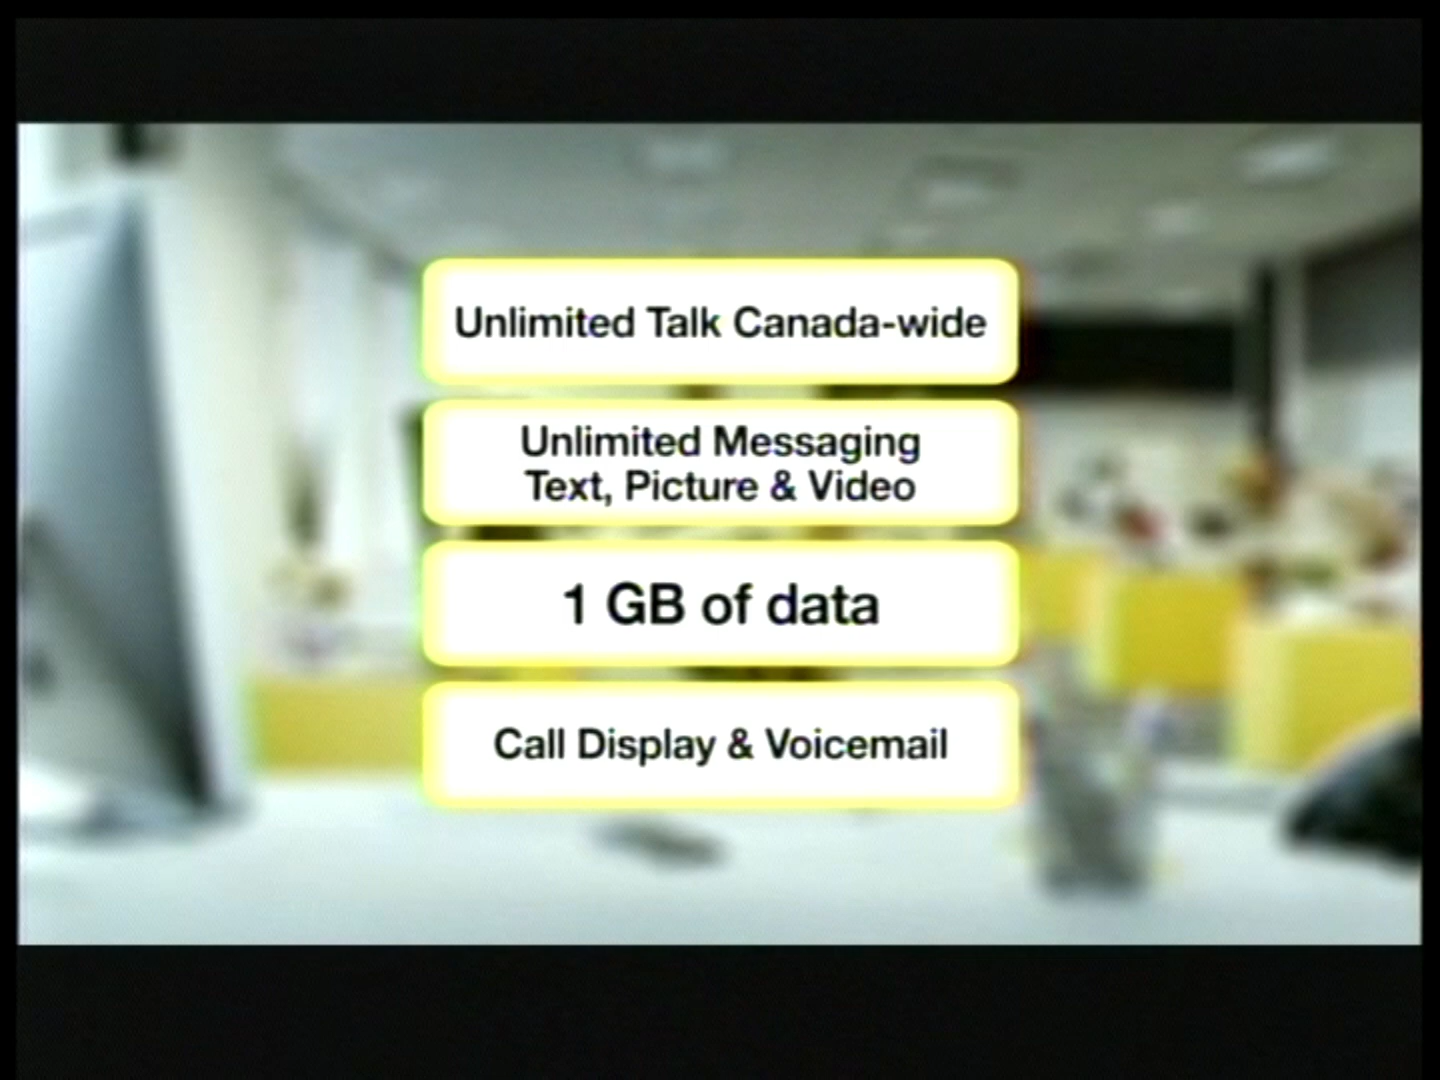 Unlimited Talk Canada-wide
Unlimited Messaging
Text, Picture & Video
1 GB of data
Call Display & Voicemail